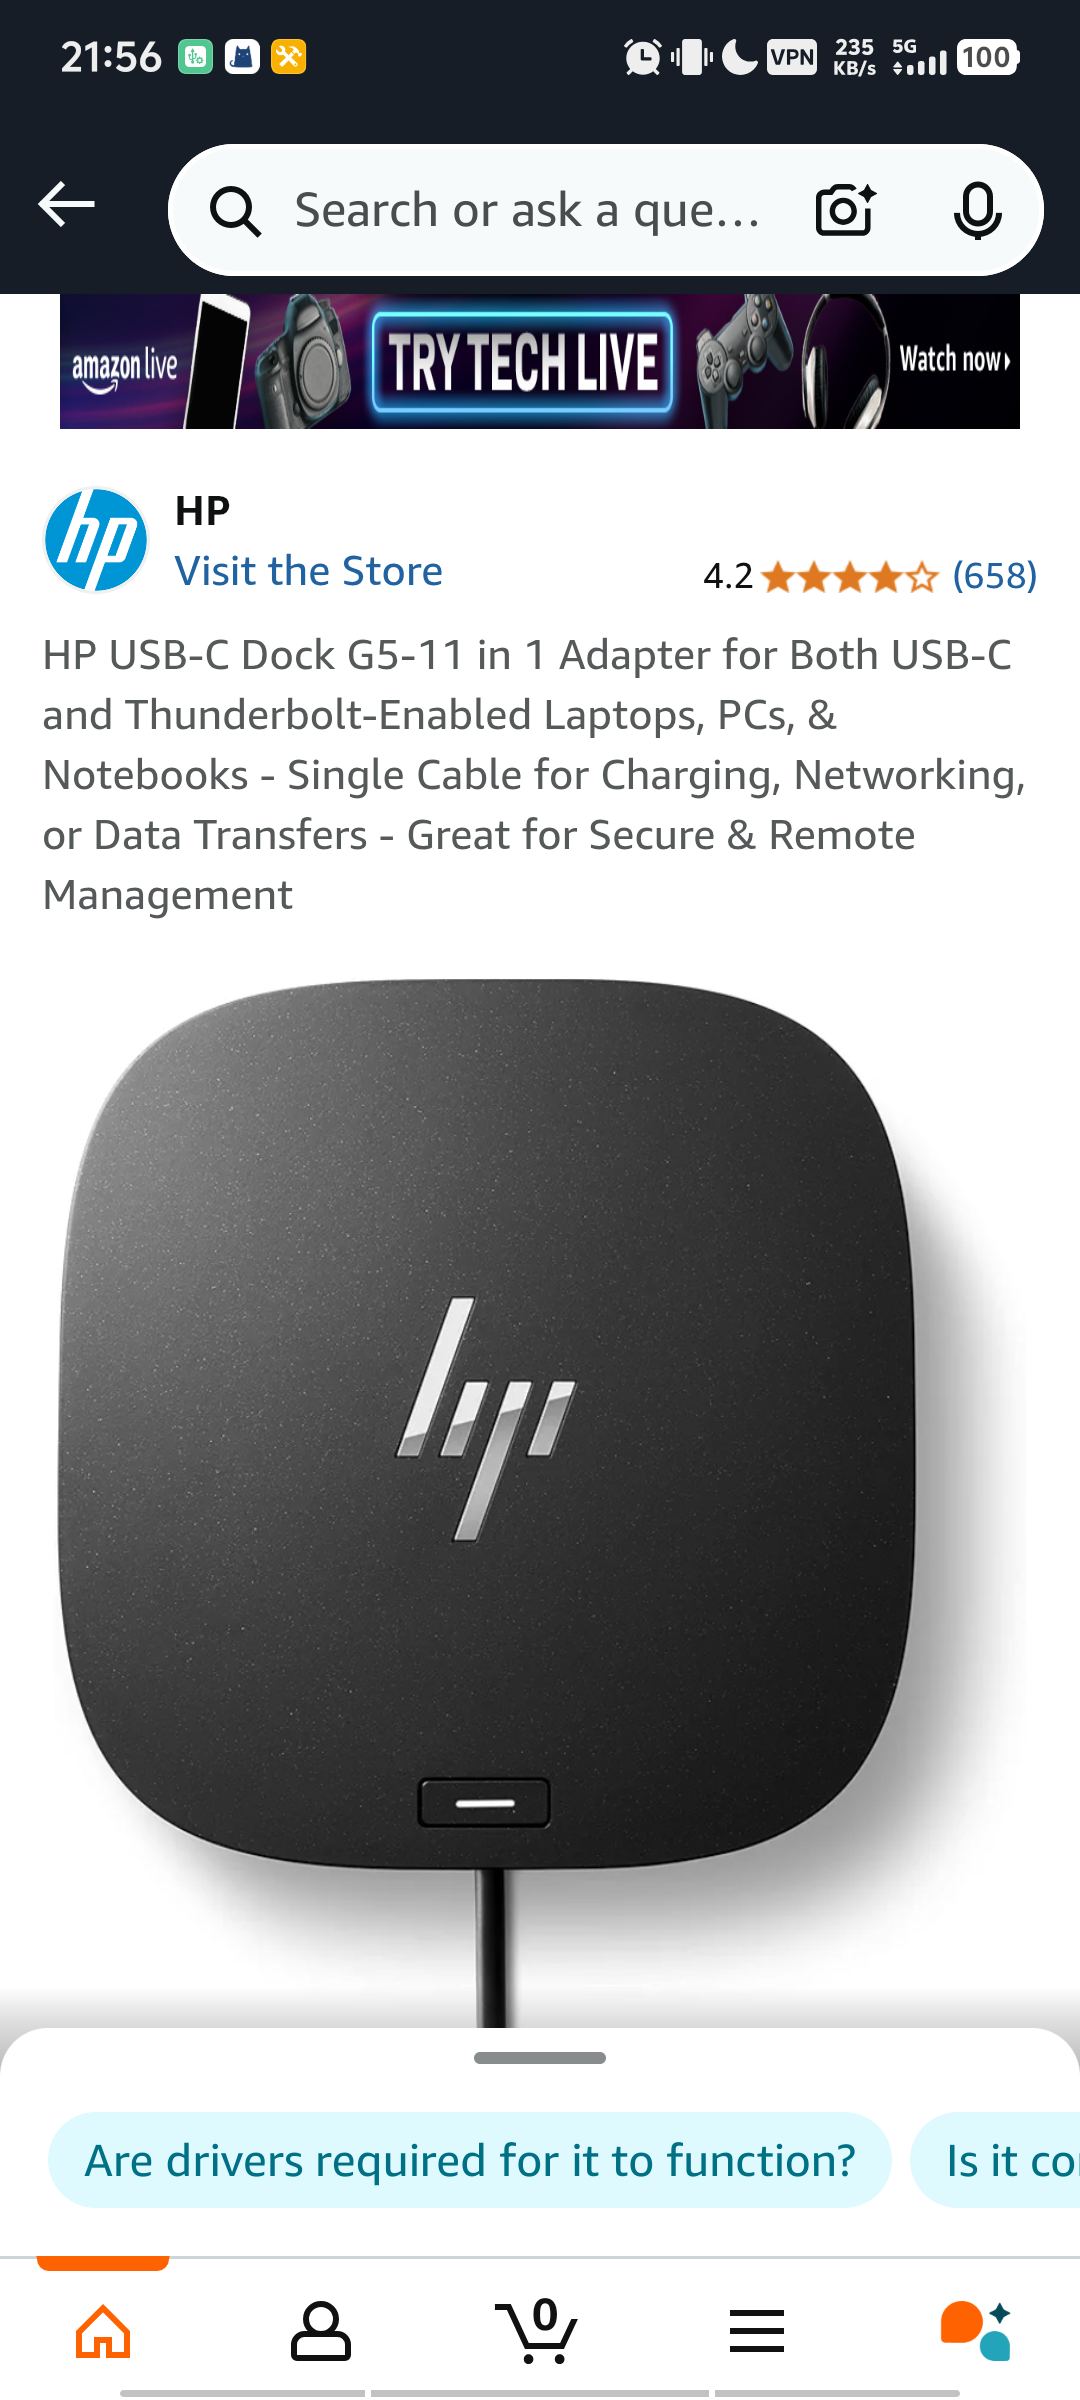 21:56 VPN 235 KB/s 5G 100
Search or ask a que...
amazon live TRY TECH LIVE Watch now
hp
HP
Visit the Store
4.2 (658)
HP USB-C Dock G5-11 in 1 Adapter for Both USB-C
and Thunderbolt-Enabled Laptops, PCs, &
Notebooks - Single Cable for Charging, Networking,
or Data Transfers - Great for Secure & Remote
Management
hp
Are drivers required for it to function? Is it co
0